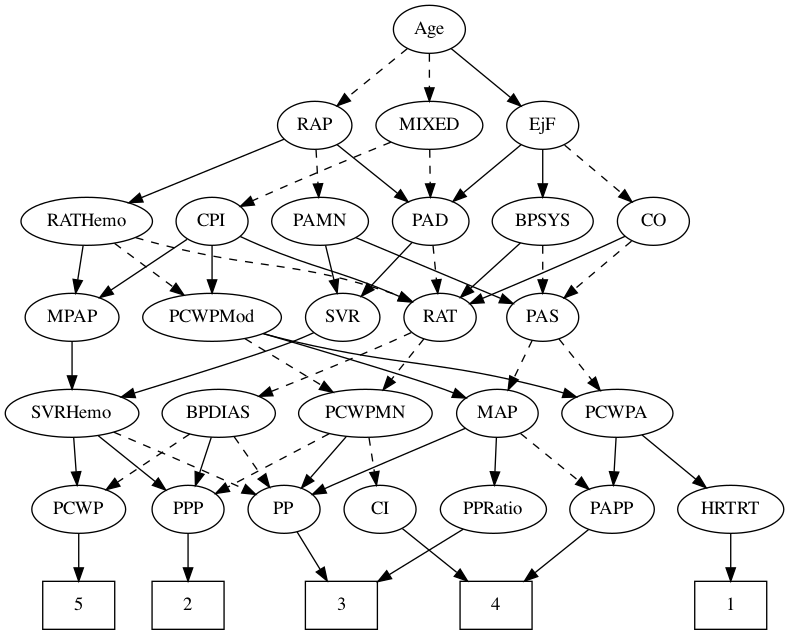 Age
RAP MIXED EjF
RATHemo CPI PAMN PAD BPSYS CO
MPAP PCWPMod SVR RAT PAS
SVRHemo BPDIAS PCWPMN MAP PCWPA
PCWP PPP PP CI PPRatio PAPP HRTRT
5 2 3 4 1